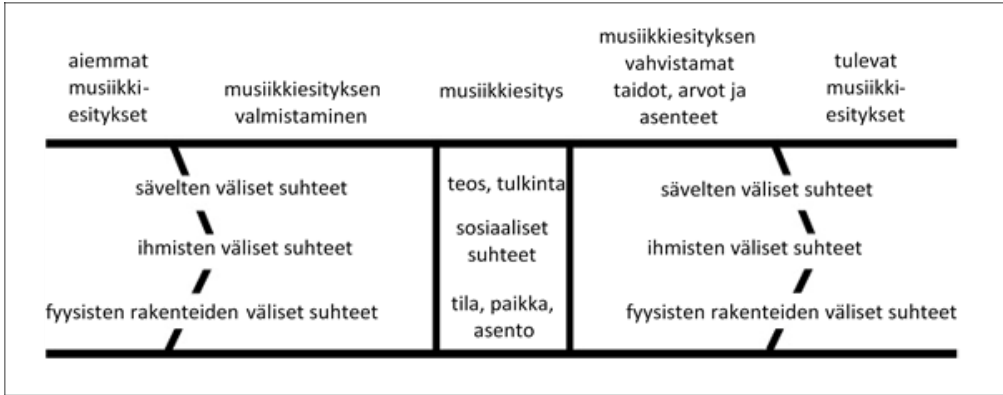 aiemmat
musiikki-
esitykset
musiikkiesityksen
valmistaminen
musiikkiesitys
musiikkiesityksen
vahvistamat
taidot, arvot ja
asenteet
tulevat
musiikki-
esitykset
sävelten väliset suhteet
ihmisten väliset suhteet
fyysisten rakenteiden väliset suhteet
teos, tulkinta
sosiaaliset
suhteet
tila, paikka,
asento
sävelten väliset suhteet
ihmisten väliset suhteet
fyysisten rakenteiden väliset suhteet